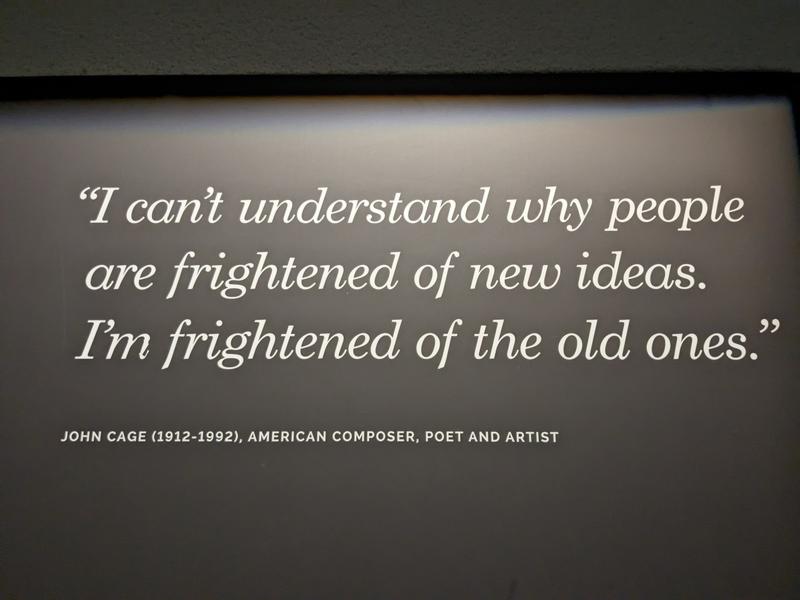 “I can’t understand why people
are frightened of new ideas.
I’m frightened of the old ones.”
JOHN CAGE (1912-1992), AMERICAN COMPOSER, POET AND ARTIST